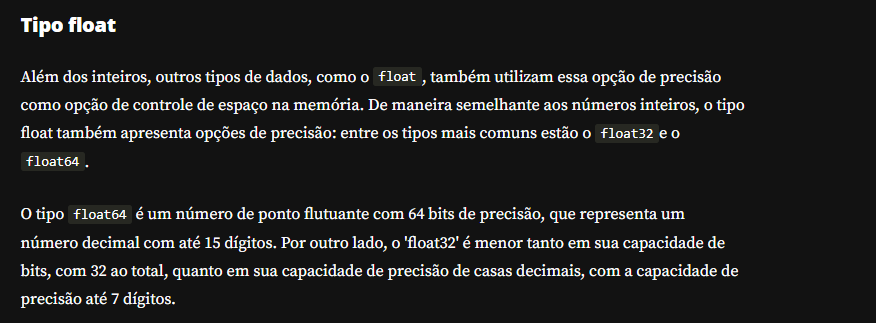 Tipo float
Além dos inteiros, outros tipos de dados, como o float, também utilizam essa opção de precisão
como opção de controle de espaço na memória. De maneira semelhante aos números inteiros, o tipo
float também apresenta opções de precisão: entre os tipos mais comuns estão o float32 e o
float64.
O tipo float64 é um número de ponto flutuante com 64 bits de precisão, que representa um
número decimal com até 15 dígitos. Por outro lado, o 'float32' é menor tanto em sua capacidade de
bits, com 32 ao total, quanto em sua capacidade de precisão de casas decimais, com a capacidade de
precisão até 7 dígitos.